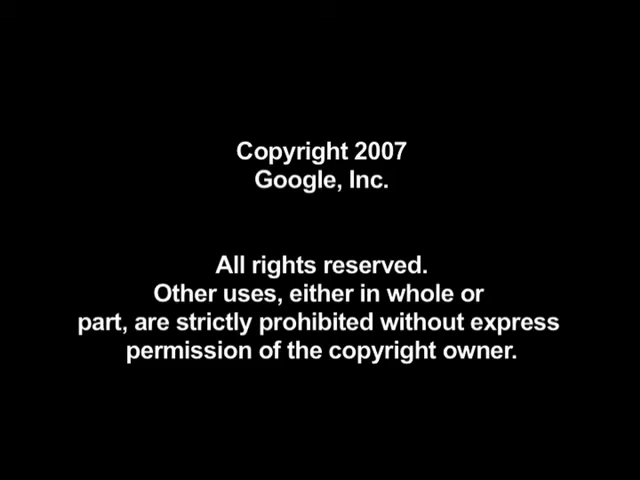 Copyright 2007
Google, Inc.
All rights reserved.
Other uses, either in whole or
part, are strictly prohibited without express
permission of the copyright owner.